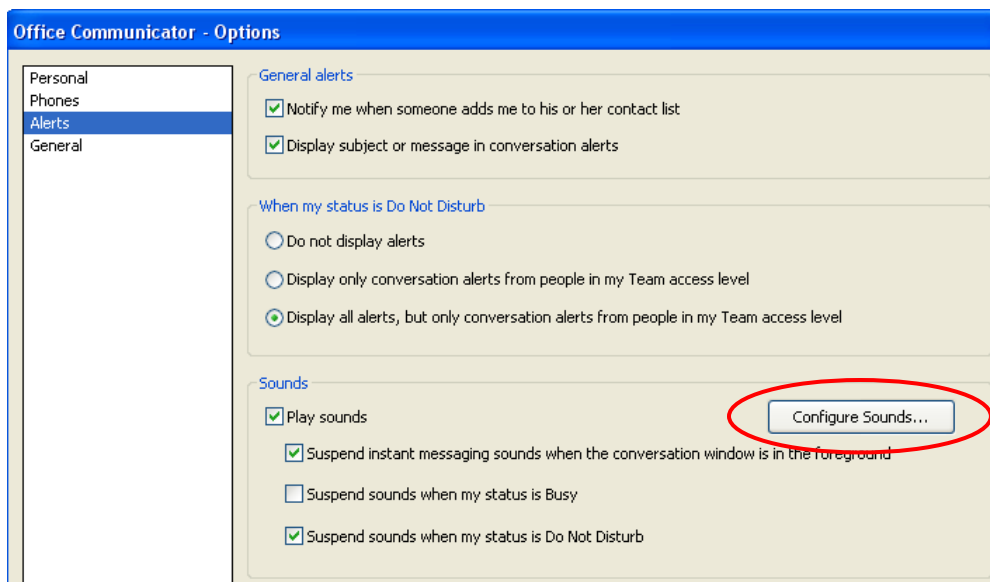 Office Communicator - Options
Personal
Phones
Alerts
General
General alerts
Notify me when someone adds me to his or her contact list
Display subject or message in conversation alerts
When my status is Do Not Disturb
Do not display alerts
Display only conversation alerts from people in my Team access level
Display all alerts, but only conversation alerts from people in my Team access level
Sounds
Play sounds
Configure Sounds...
Suspend instant messaging sounds when the conversation window is in the foreground
Suspend sounds when my status is Busy
Suspend sounds when my status is Do Not Disturb